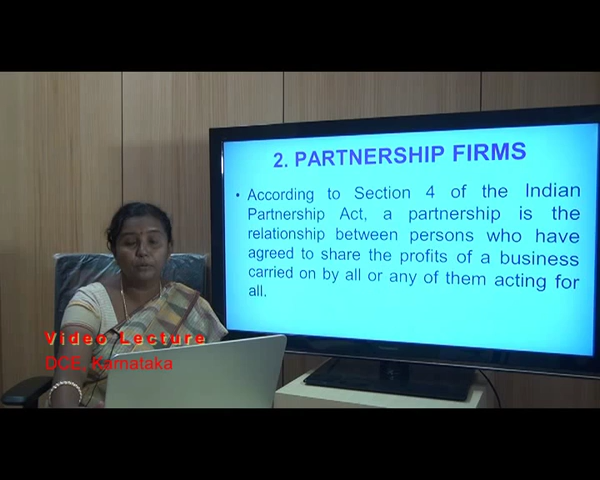 2. PARTNERSHIP FIRMS
• According to Section 4 of the Indian
Partnership Act, a partnership is the
relationship between persons who have
agreed to share the profits of a business
carried on by all or any of them acting for
all.
Video Lecture
DCE, Karnataka